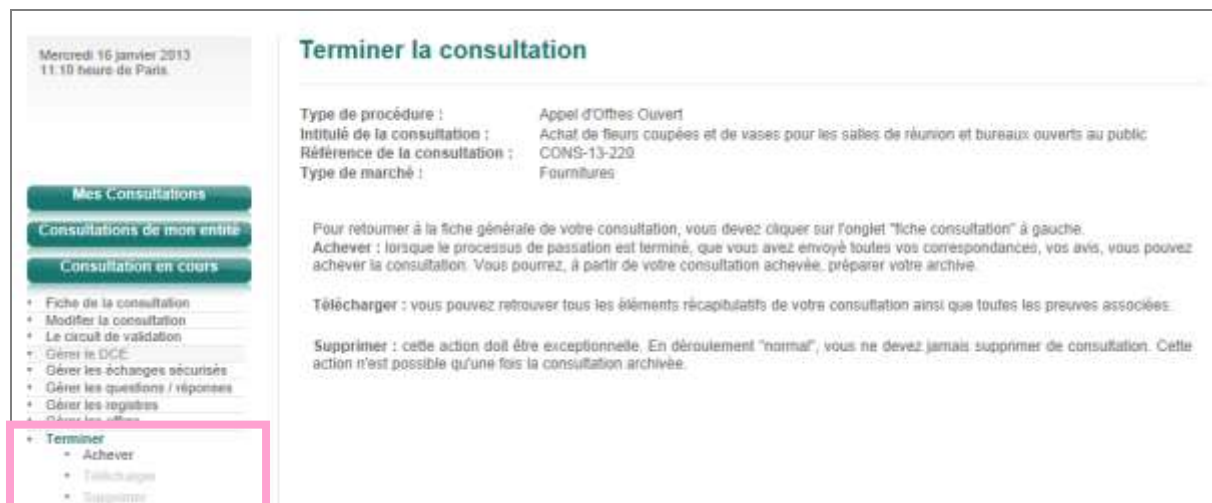 Mercredi 16 janvier 2013
11:10 heure de Paris
Terminer la consultation
Type de procédure : Appel d'Offres Ouvert
Intitulé de la consultation : Achat de fleurs coupées et de vases pour les salles de réunion et bureaux ouverts au public
Référence de la consultation : CONS-13-229
Type de marché : Fournitures
Mes Consultations
Consultations de mon entité
Consultation en cours
Fiche de la consultation
Modifier la consultation
Le circuit de validation
Gérer le DCE
Gérer les échanges sécurisés
Gérer les questions / réponses
Gérer les registres
Gérer les offres
Terminer
Achever
Télécharger
Supprimer
Pour retourner à la fiche générale de votre consultation, vous devez cliquer sur l'onglet "fiche consultation" à gauche.
Achever : lorsque le processus de passation est terminé, que vous avez envoyé toutes vos correspondances, vos avis, vous pouvez
achever la consultation. Vous pourrez, à partir de votre consultation achevée, préparer votre archive.
Télécharger : vous pouvez retrouver tous les éléments récapitulatifs de votre consultation ainsi que toutes les preuves associées.
Supprimer : cette action doit être exceptionnelle. En déroulement "normal", vous ne devez jamais supprimer de consultation. Cette
action n'est possible qu'une fois la consultation archivée.